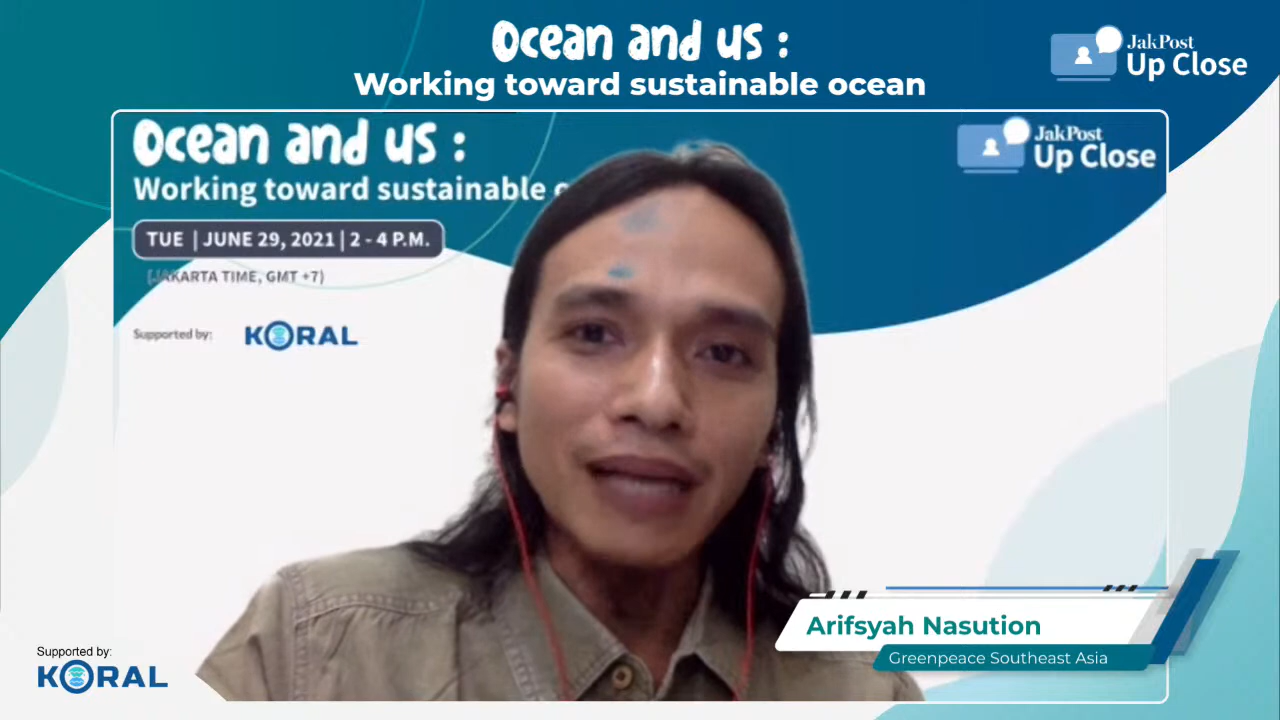 Ocean and us :
Working toward sustainable ocean
JakPost
Up Close
Ocean and us :
Working toward sustainable
JakPost
Up Close
TUE | JUNE 29, 2021 | 2 - 4 P.M.
(JAKARTA TIME, GMT +7)
Supported by:
KORAL
Arifsyah Nasution
Greenpeace Southeast Asia
Supported by:
KORAL